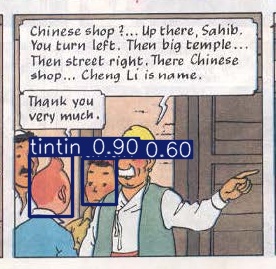 Chinese shop?... Up there, Sahib.
You turn left. Then big temple...
Then street right. There Chinese
shop... Cheng Li is name.
Thank you
very much.
tintin 0.90 0.60